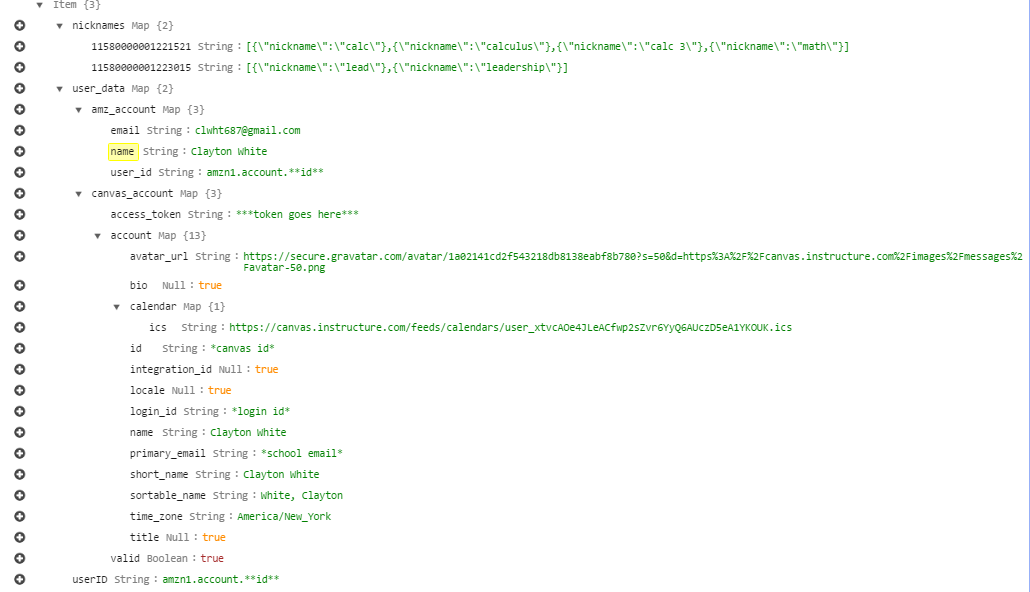 Item {3}
nicknames Map {2}
11580000001221521 String : [{\"nickname\":\"calc\"},{\"nickname\":\"calculus\"},{\"nickname\":\"calc 3\"},{\"nickname\":\"math\"}]
11580000001223015 String : [{\"nickname\":\"lead\"},{\"nickname\":\"leadership\"}]
user_data Map {2}
amz_account Map {3}
email String : clwht687@gmail.com
name String : Clayton White
user_id String : amzn1.account.**id**
canvas_account Map {3}
access_token String : ***token goes here***
account Map {13}
avatar_url String : https://secure.gravatar.com/avatar/1a02141cd2f543218db8138eabf8b780?s=50&d=https%3A%2F%2Fcanvas.instructure.com%2Fimages%2Fmessages%2
Favatar-50.png
bio Null : true
calendar Map {1}
ics String : https://canvas.instructure.com/feeds/calendars/user_xtvcAOe4JLeACfwp2sZvr6YyQ6AUczD5eA1YKOUK.ics
id String : *canvas id*
integration_id Null : true
locale Null : true
login_id String : *login id*
name String : Clayton White
primary_email String : *school email*
short_name String : Clayton White
sortable_name String : White, Clayton
time_zone String : America/New_York
title Null : true
valid Boolean : true
userID String : amzn1.account.**id**